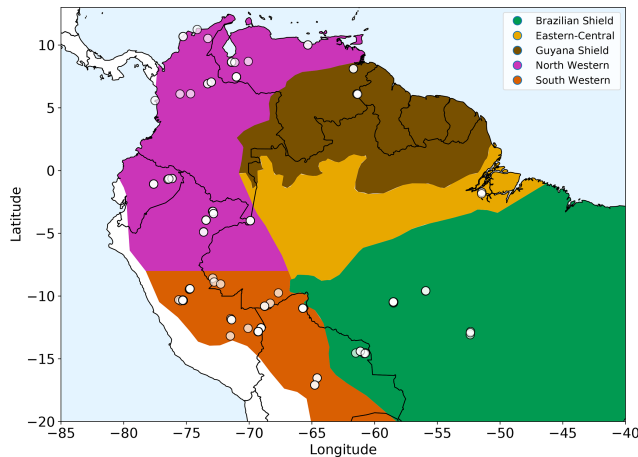 Brazilian Shield
Eastern-Central
Guyana Shield
North Western
South Western
10
5
0
−5
−10
−15
−20
Latitude
−85 −80 −75 −70 −65 −60 −55 −50 −45 −40
Longitude